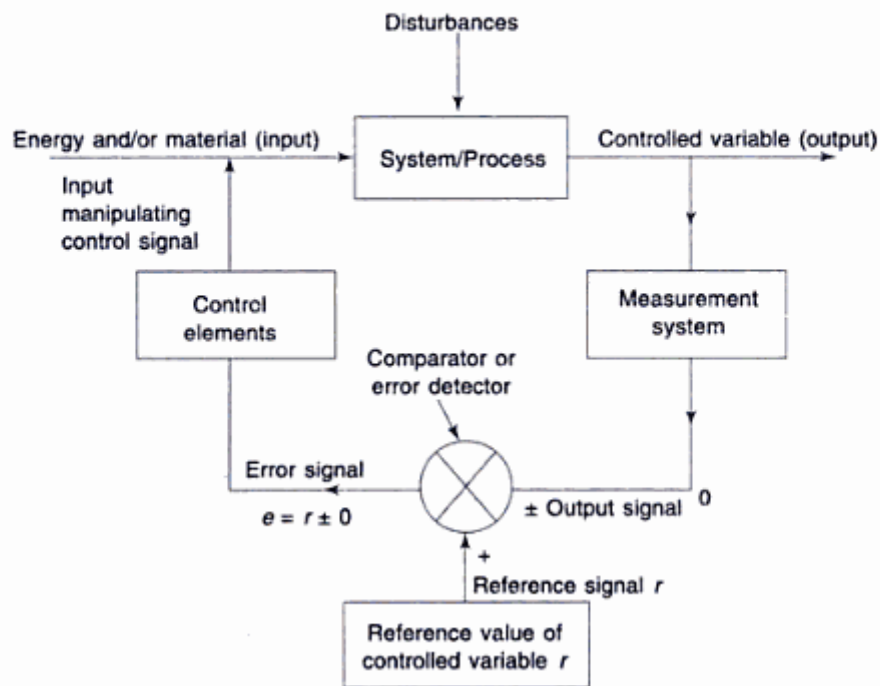 Disturbances
Energy and/or material (input)
System/Process
Controlled variable (output)
Input
manipulating
control signal
Control
elements
Measurement
system
Comparator or
error detector
Error signal
e = r ± 0
± Output signal 0
+
Reference signal r
Reference value of
controlled variable r